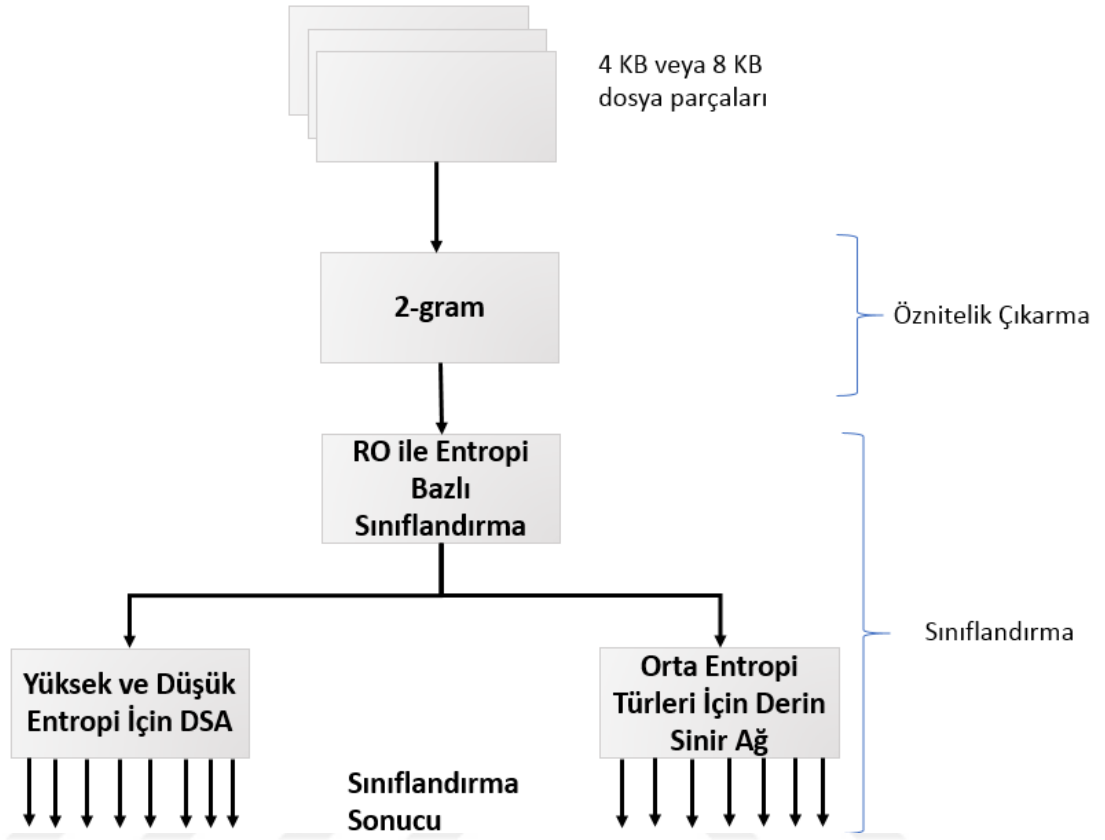 4 KB veya 8 KB
dosya parçaları
2-gram
Öznitelik Çıkarma
RO ile Entropi
Bazlı
Sınıflandırma
Sınıflandırma
Yüksek ve Düşük
Entropi İçin DSA
Orta Entropi
Türleri İçin Derin
Sinir Ağ
Sınıflandırma
Sonucu